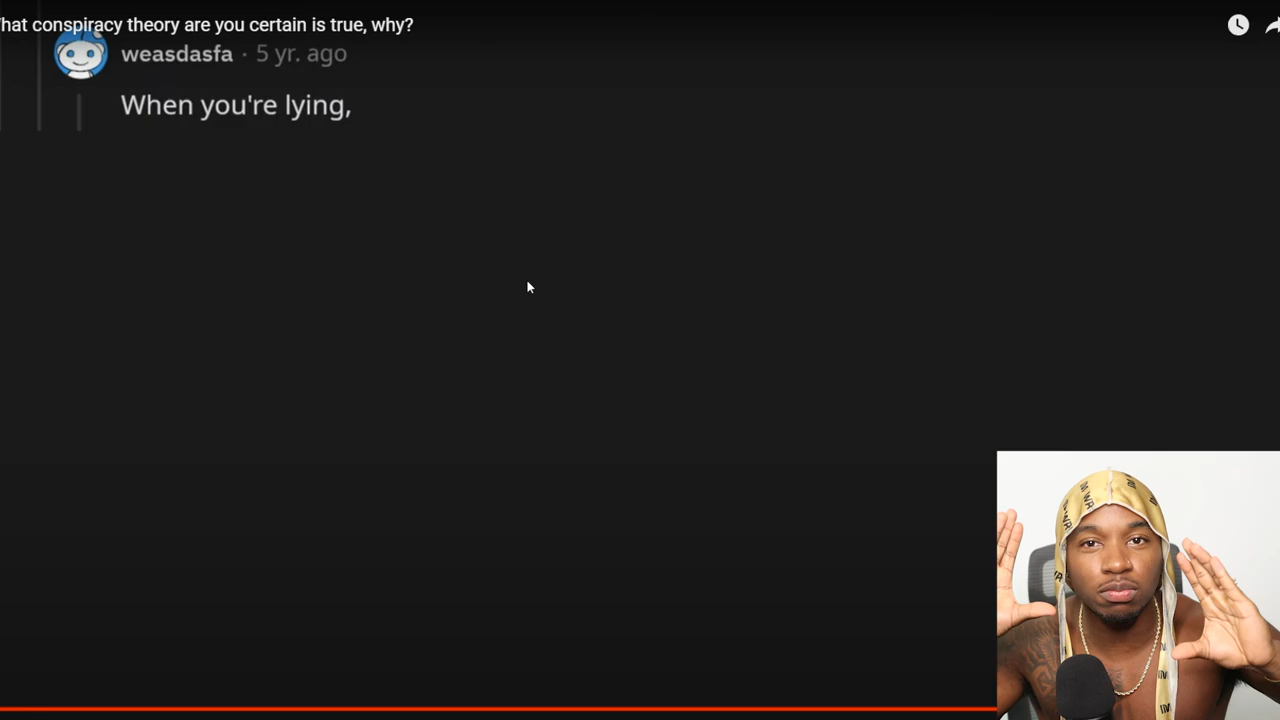 hat conspiracy theory are you certain is true, why?
weasdasfa · 5 yr. ago
When you're lying,